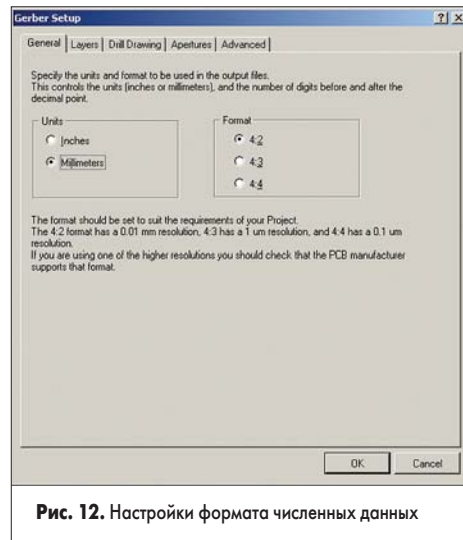 Gerber Setup
General Layers Drill Drawing Apertures Advanced
Specify the units and format to be used in the output files.
This controls the units (inches or millimeters), and the number of digits before and after the
decimal point.
Units
Inches
Millimeters
Format
4:2
4:3
4:4
The format should be set to suit the requirements of your Project.
The 4:2 format has a 0.01 mm resolution, 4:3 has a 1 um resolution, and 4:4 has a 0.1 um
resolution.
If you are using one of the higher resolutions you should check that the PCB manufacturer
supports that format.
OK Cancel
Рис. 12. Настройки формата численных данных